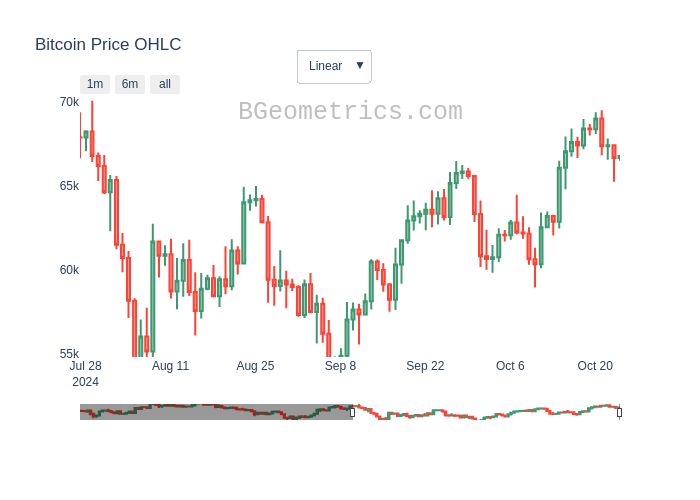 Bitcoin Price OHLC
Linear ▼
1m 6m all
BGeometrics.com
70k
65k
60k
55k
Jul 28 Aug 11 Aug 25 Sep 8 Sep 22 Oct 6 Oct 20
2024